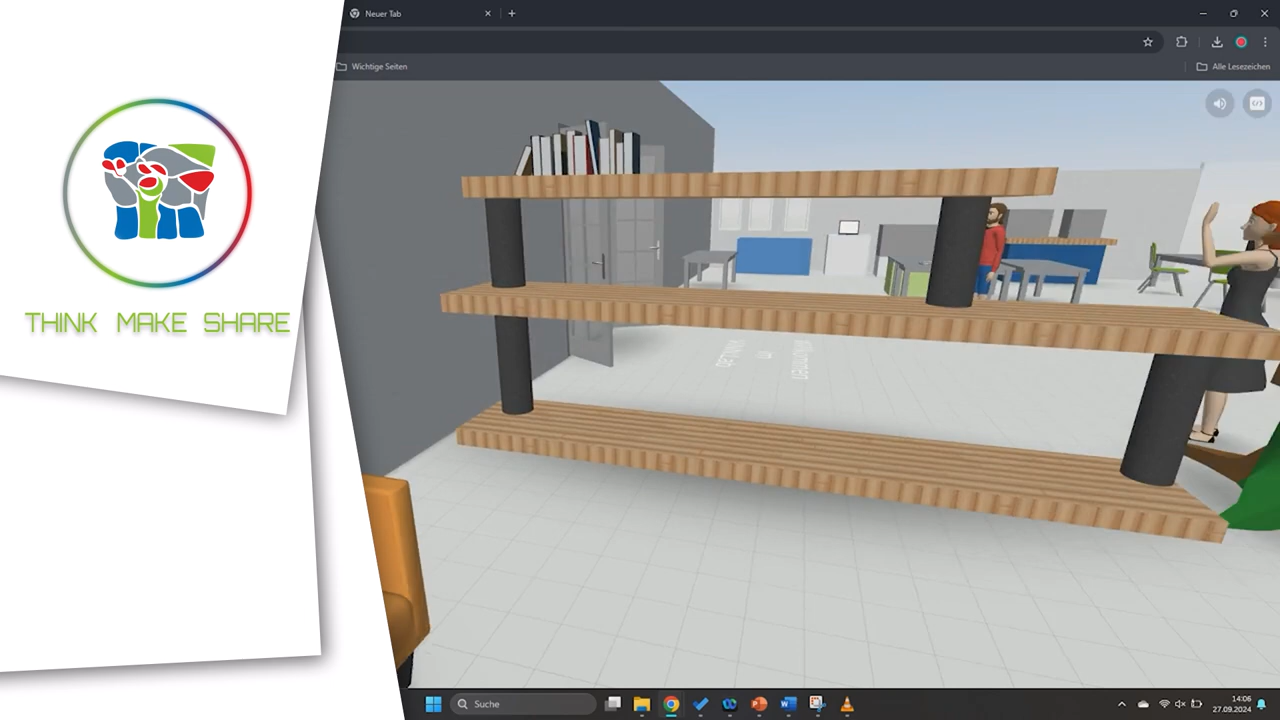 Neuer Tab
Wichtige Seiten
Alle Lesezeichen
THINK MAKE SHARE
Suche
14:06
27.09.2024